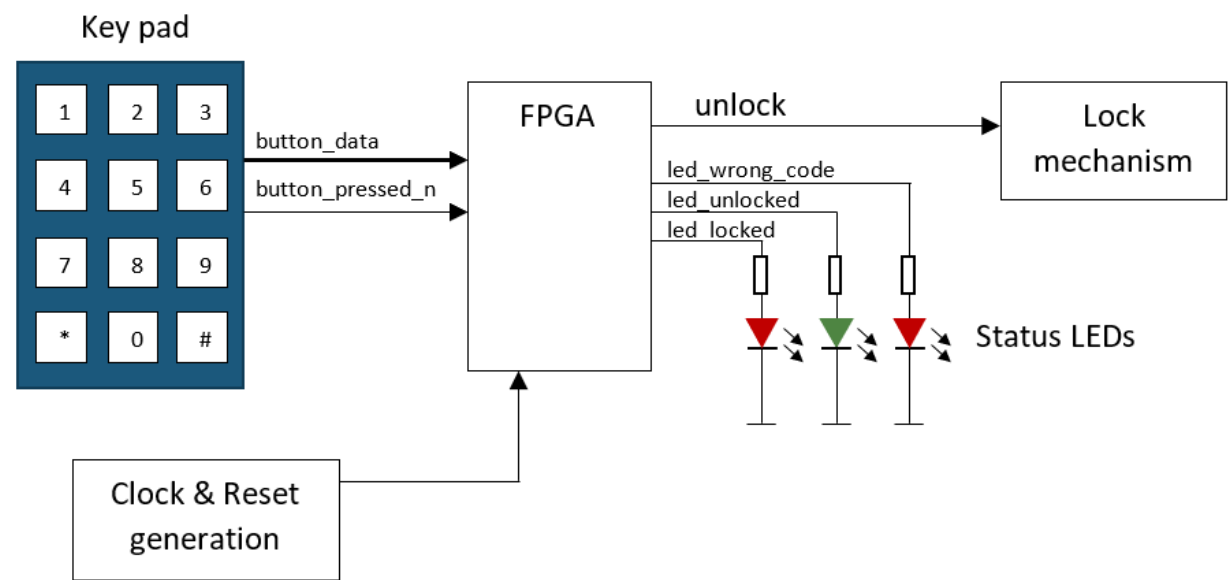 Key pad
1 2 3
4 5 6
7 8 9
* 0 #
button_data
button_pressed_n
FPGA
unlock
led_wrong_code
led_unlocked
led_locked
Lock
mechanism
Status LEDs
Clock & Reset
generation